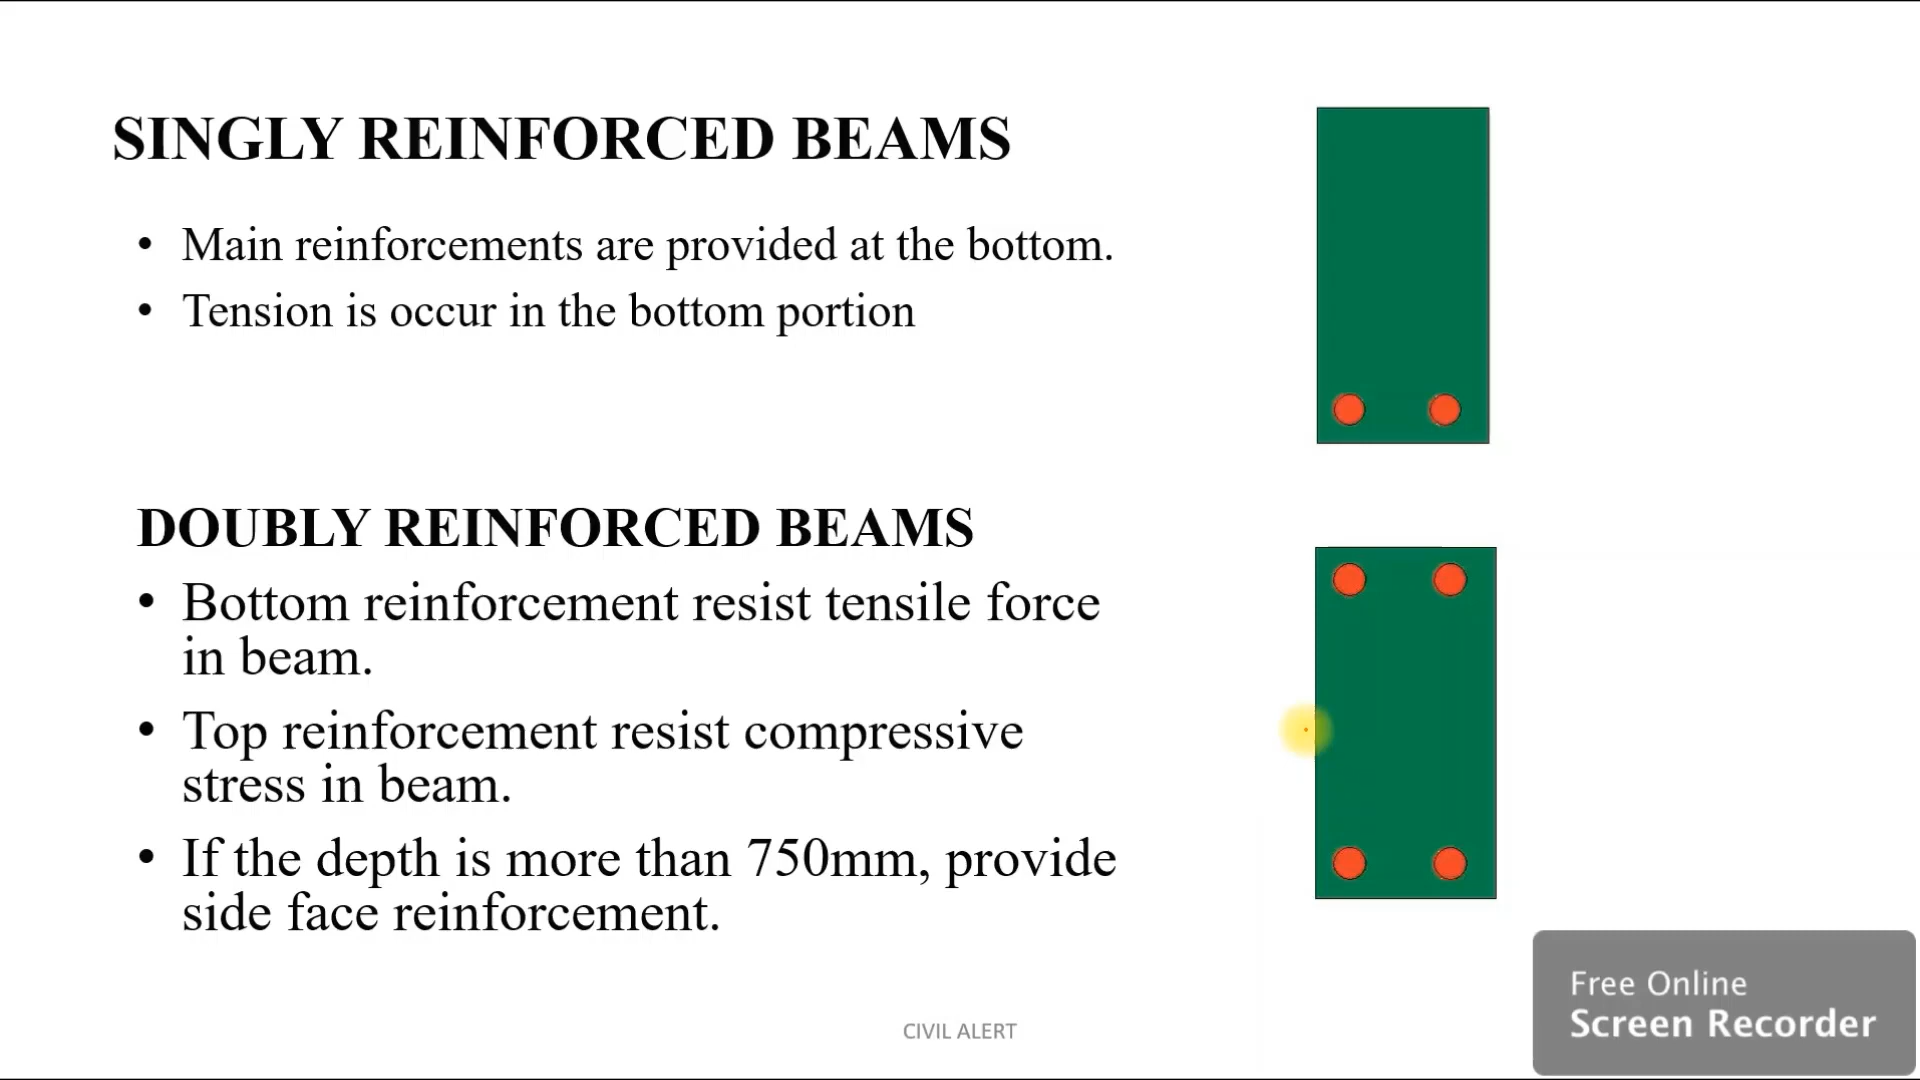 SINGLY REINFORCED BEAMS
• Main reinforcements are provided at the bottom.
• Tension is occur in the bottom portion
DOUBLY REINFORCED BEAMS
• Bottom reinforcement resist tensile force
in beam.
• Top reinforcement resist compressive
stress in beam.
• If the depth is more than 750mm, provide
side face reinforcement.
CIVIL ALERT
Free Online
Screen Recorder